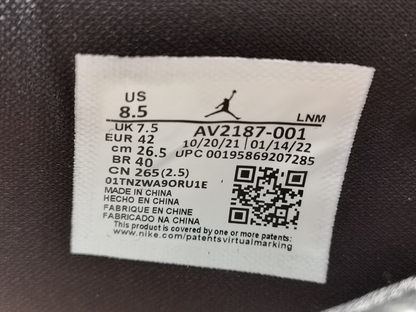 US
8.5
LNM
UK 7.5 AV2187-001
EUR 42 10/20/21 | 01/14/22
cm 26.5 UPC 00195869207285
BR 40
CN 265(2.5)
01TNZWA9ORU1E
MADE IN CHINA
HECHO EN CHINA
FABRIQUE EN CHINE
FABRICADO NA CHINA
This product is covered by one or more patents:
www.nike.com/patentsvirtualmarking